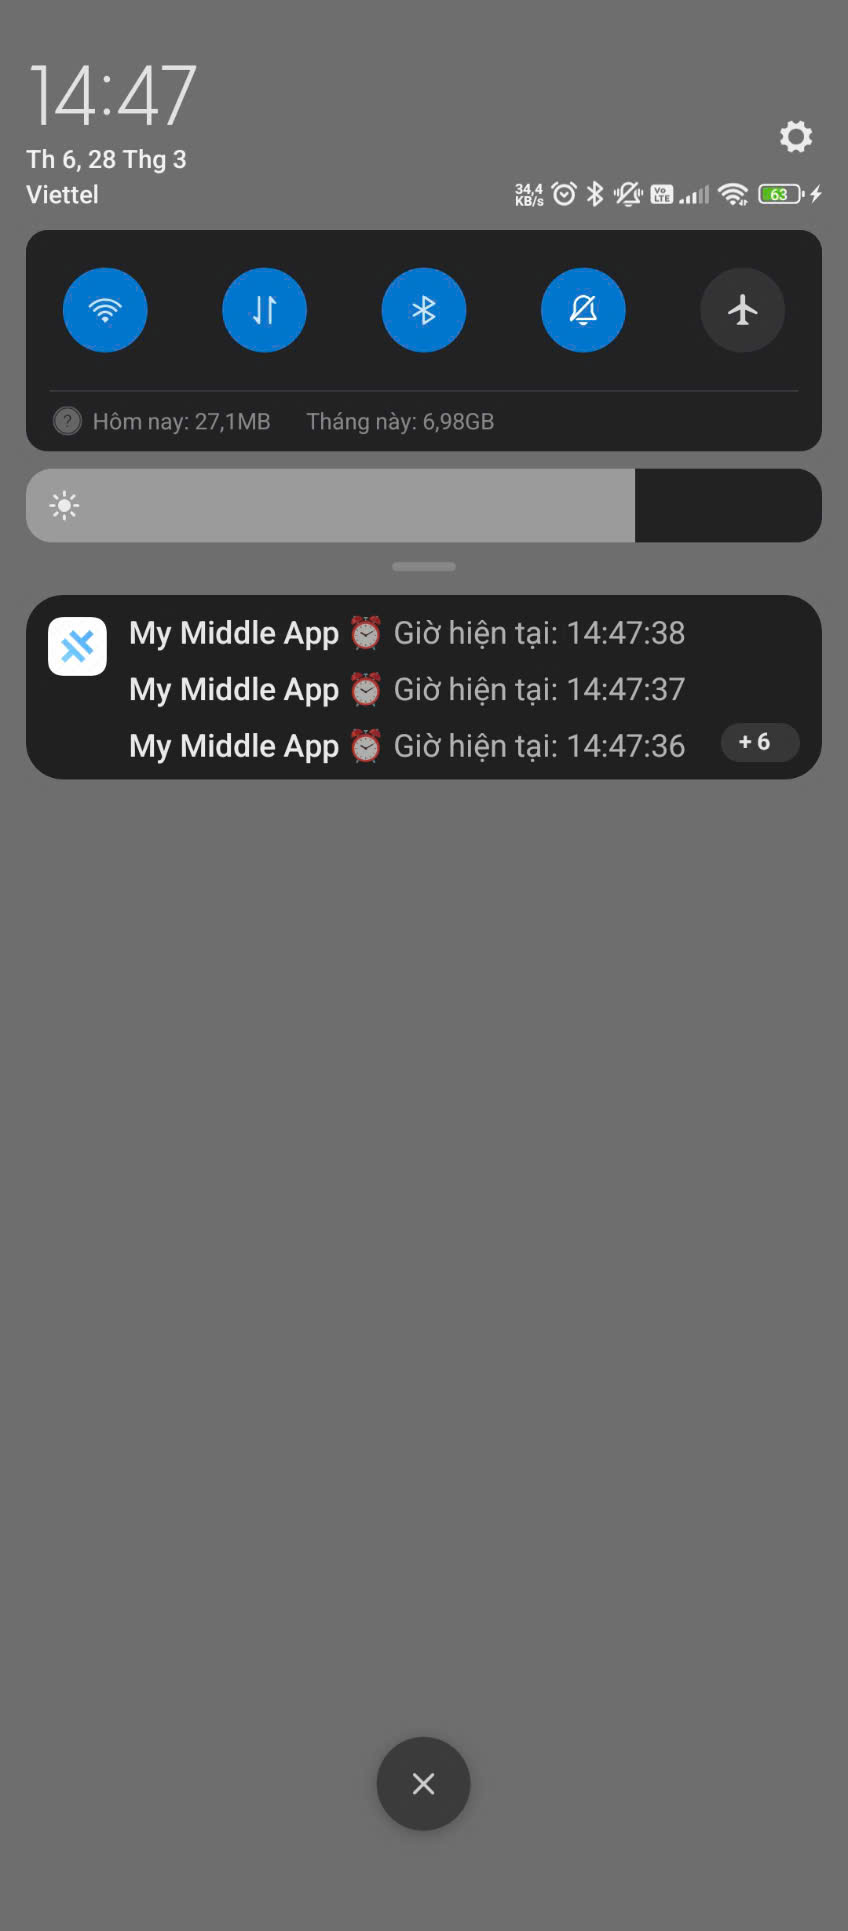 14:47
Th 6, 28 Thg 3
Viettel
34,4
KB/s
Vo
LTE
63
Hôm nay: 27,1MB Tháng này: 6,98GB
My Middle App ⏰ Giờ hiện tại: 14:47:38
My Middle App ⏰ Giờ hiện tại: 14:47:37
My Middle App ⏰ Giờ hiện tại: 14:47:36
+ 6